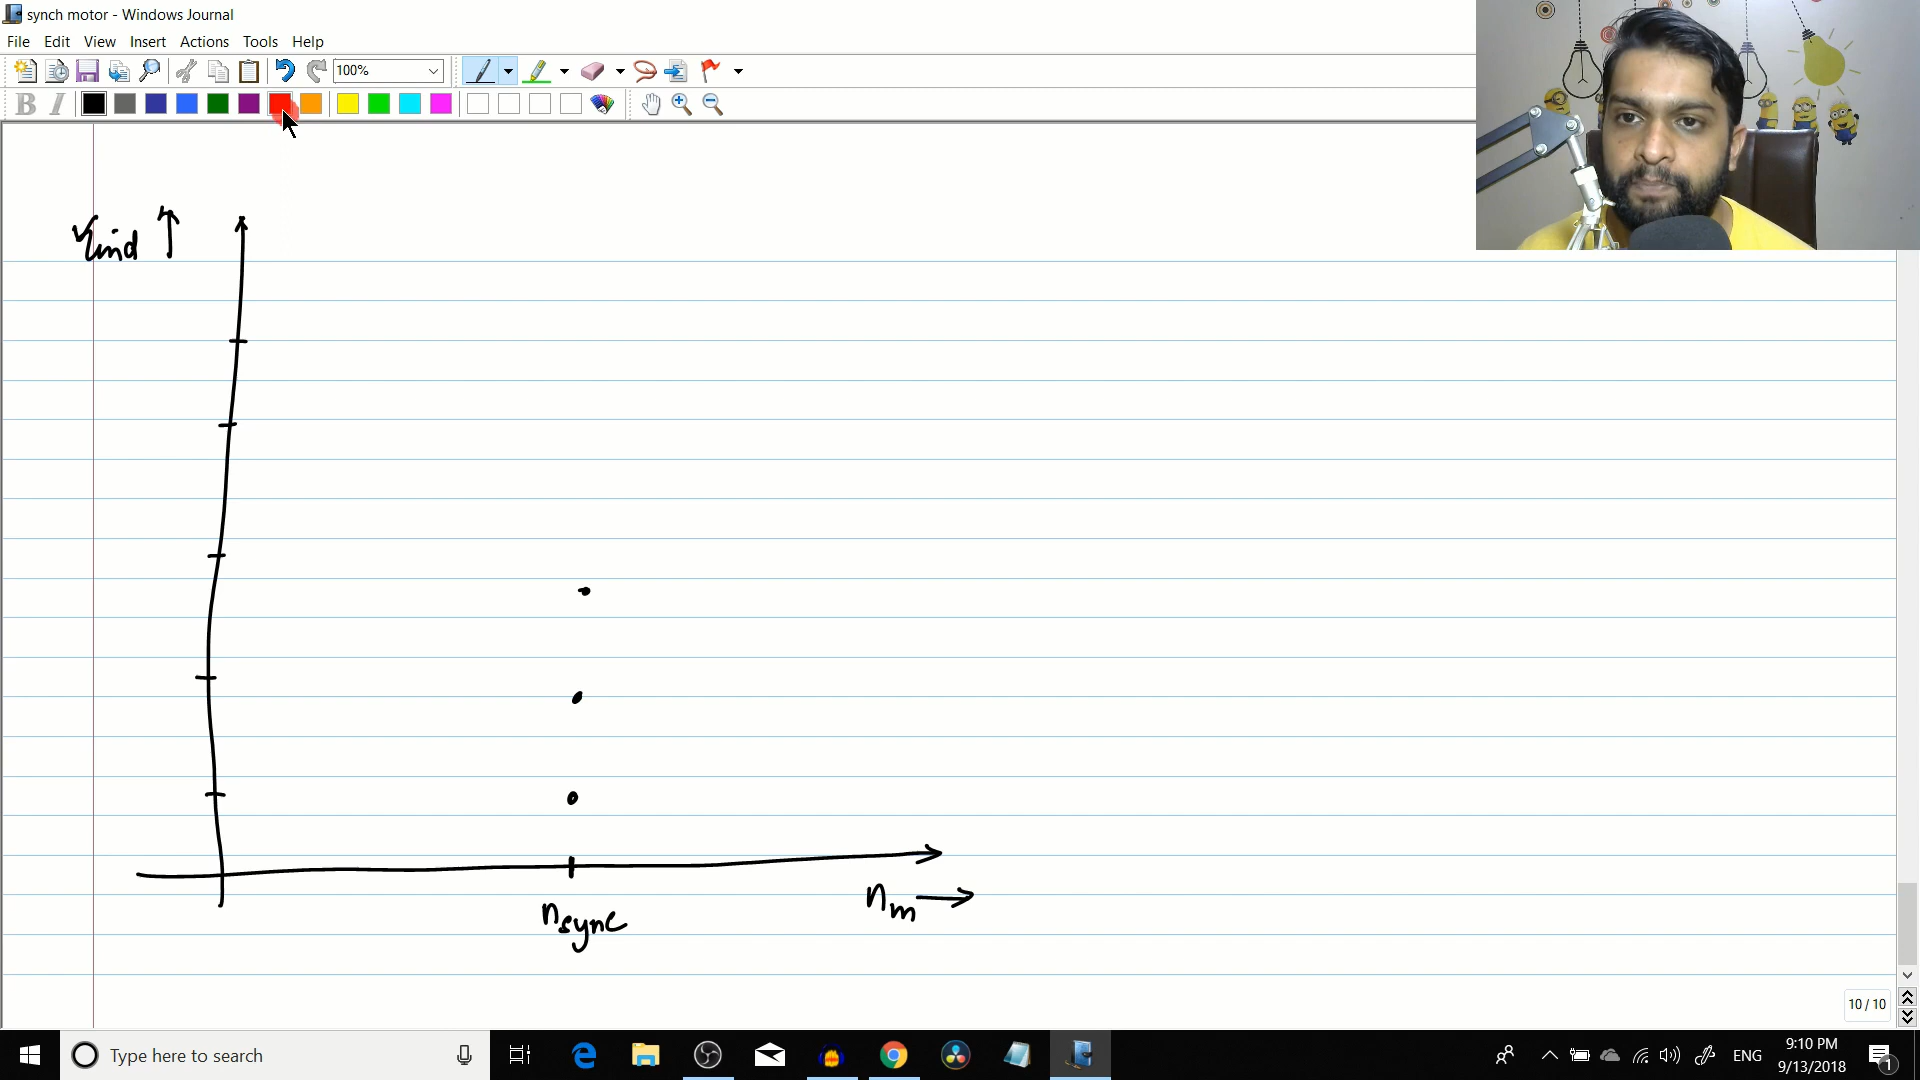 synch motor - Windows Journal
File Edit View Insert Actions Tools Help
100%
B I
τind ↑
nsync
nm →
10 / 10
Type here to search
ENG
9:10 PM
9/13/2018
1